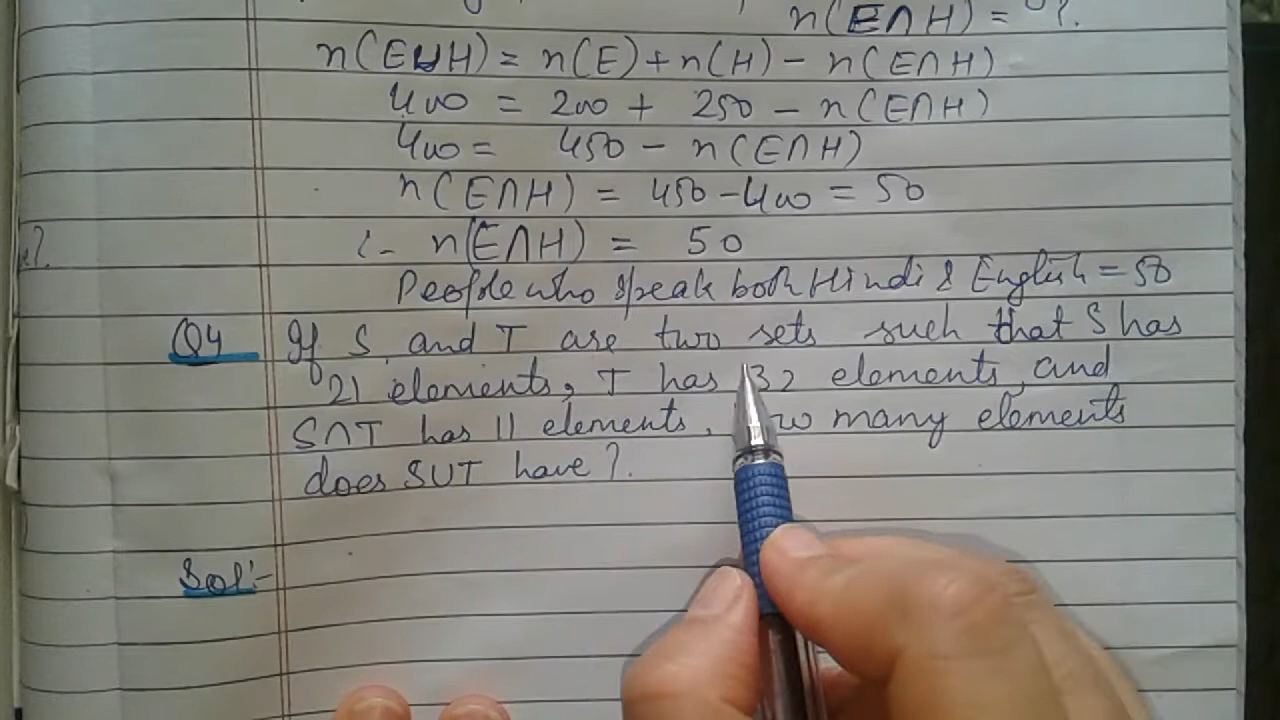 n(E∩H) = ?
n(EUH) = n(E)+n(H) - n(E∩H)
400 = 200 + 250 - n(E∩H)
400 = 450 - n(E∩H)
n(E∩H) = 450 - 400 = 50
∴ n(E∩H) = 50
People who speak both Hindi & English = 50
Q4 If S and T are two sets such that S has
21 elements, T has 32 elements, and
S∩T has 11 elements, many elements
does SUT have?
Sol:-